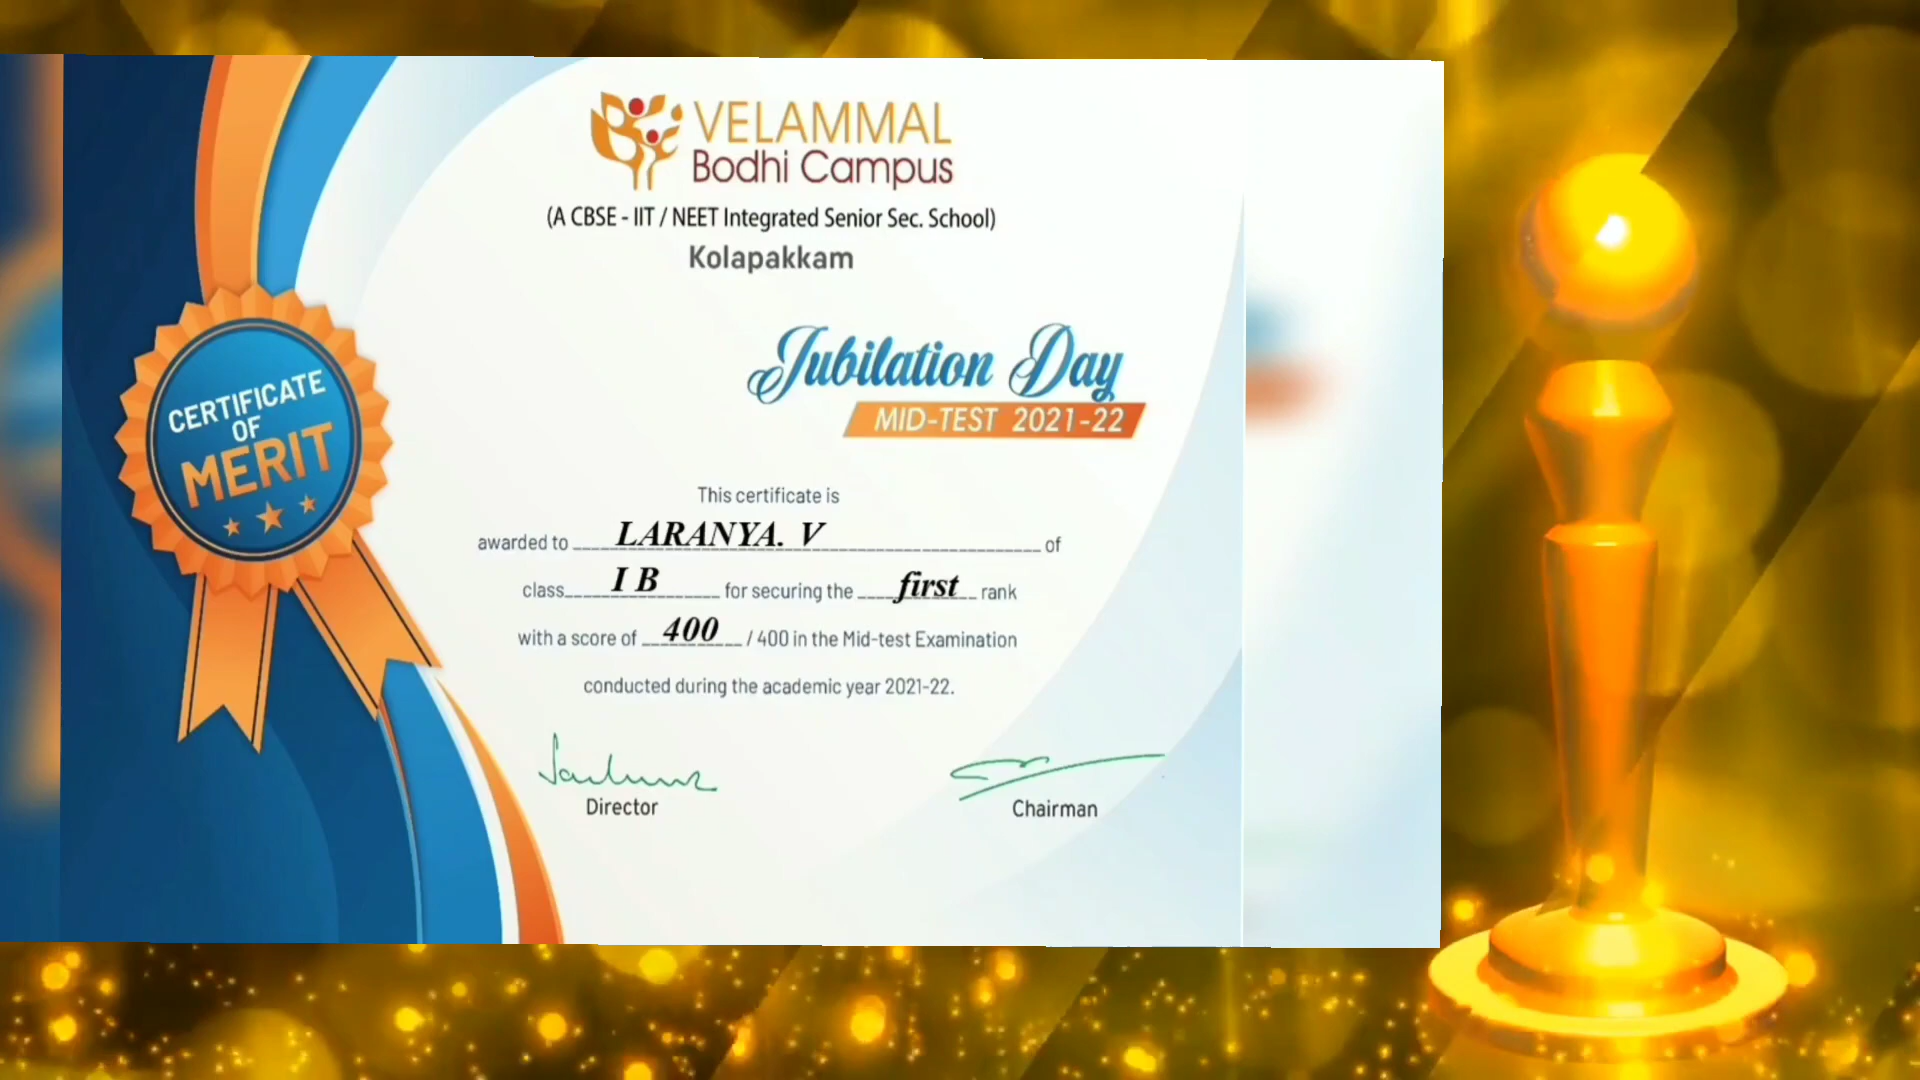 VELAMMAL
Bodhi Campus
(A CBSE - IIT / NEET Integrated Senior Sec. School)
Kolapakkam
Jubilation Day
MID-TEST 2021-22
CERTIFICATE
OF
MERIT
This certificate is
awarded to LARANYA. V of
class I B for securing the first rank
with a score of 400 / 400 in the Mid-test Examination
conducted during the academic year 2021-22.
Director
Chairman